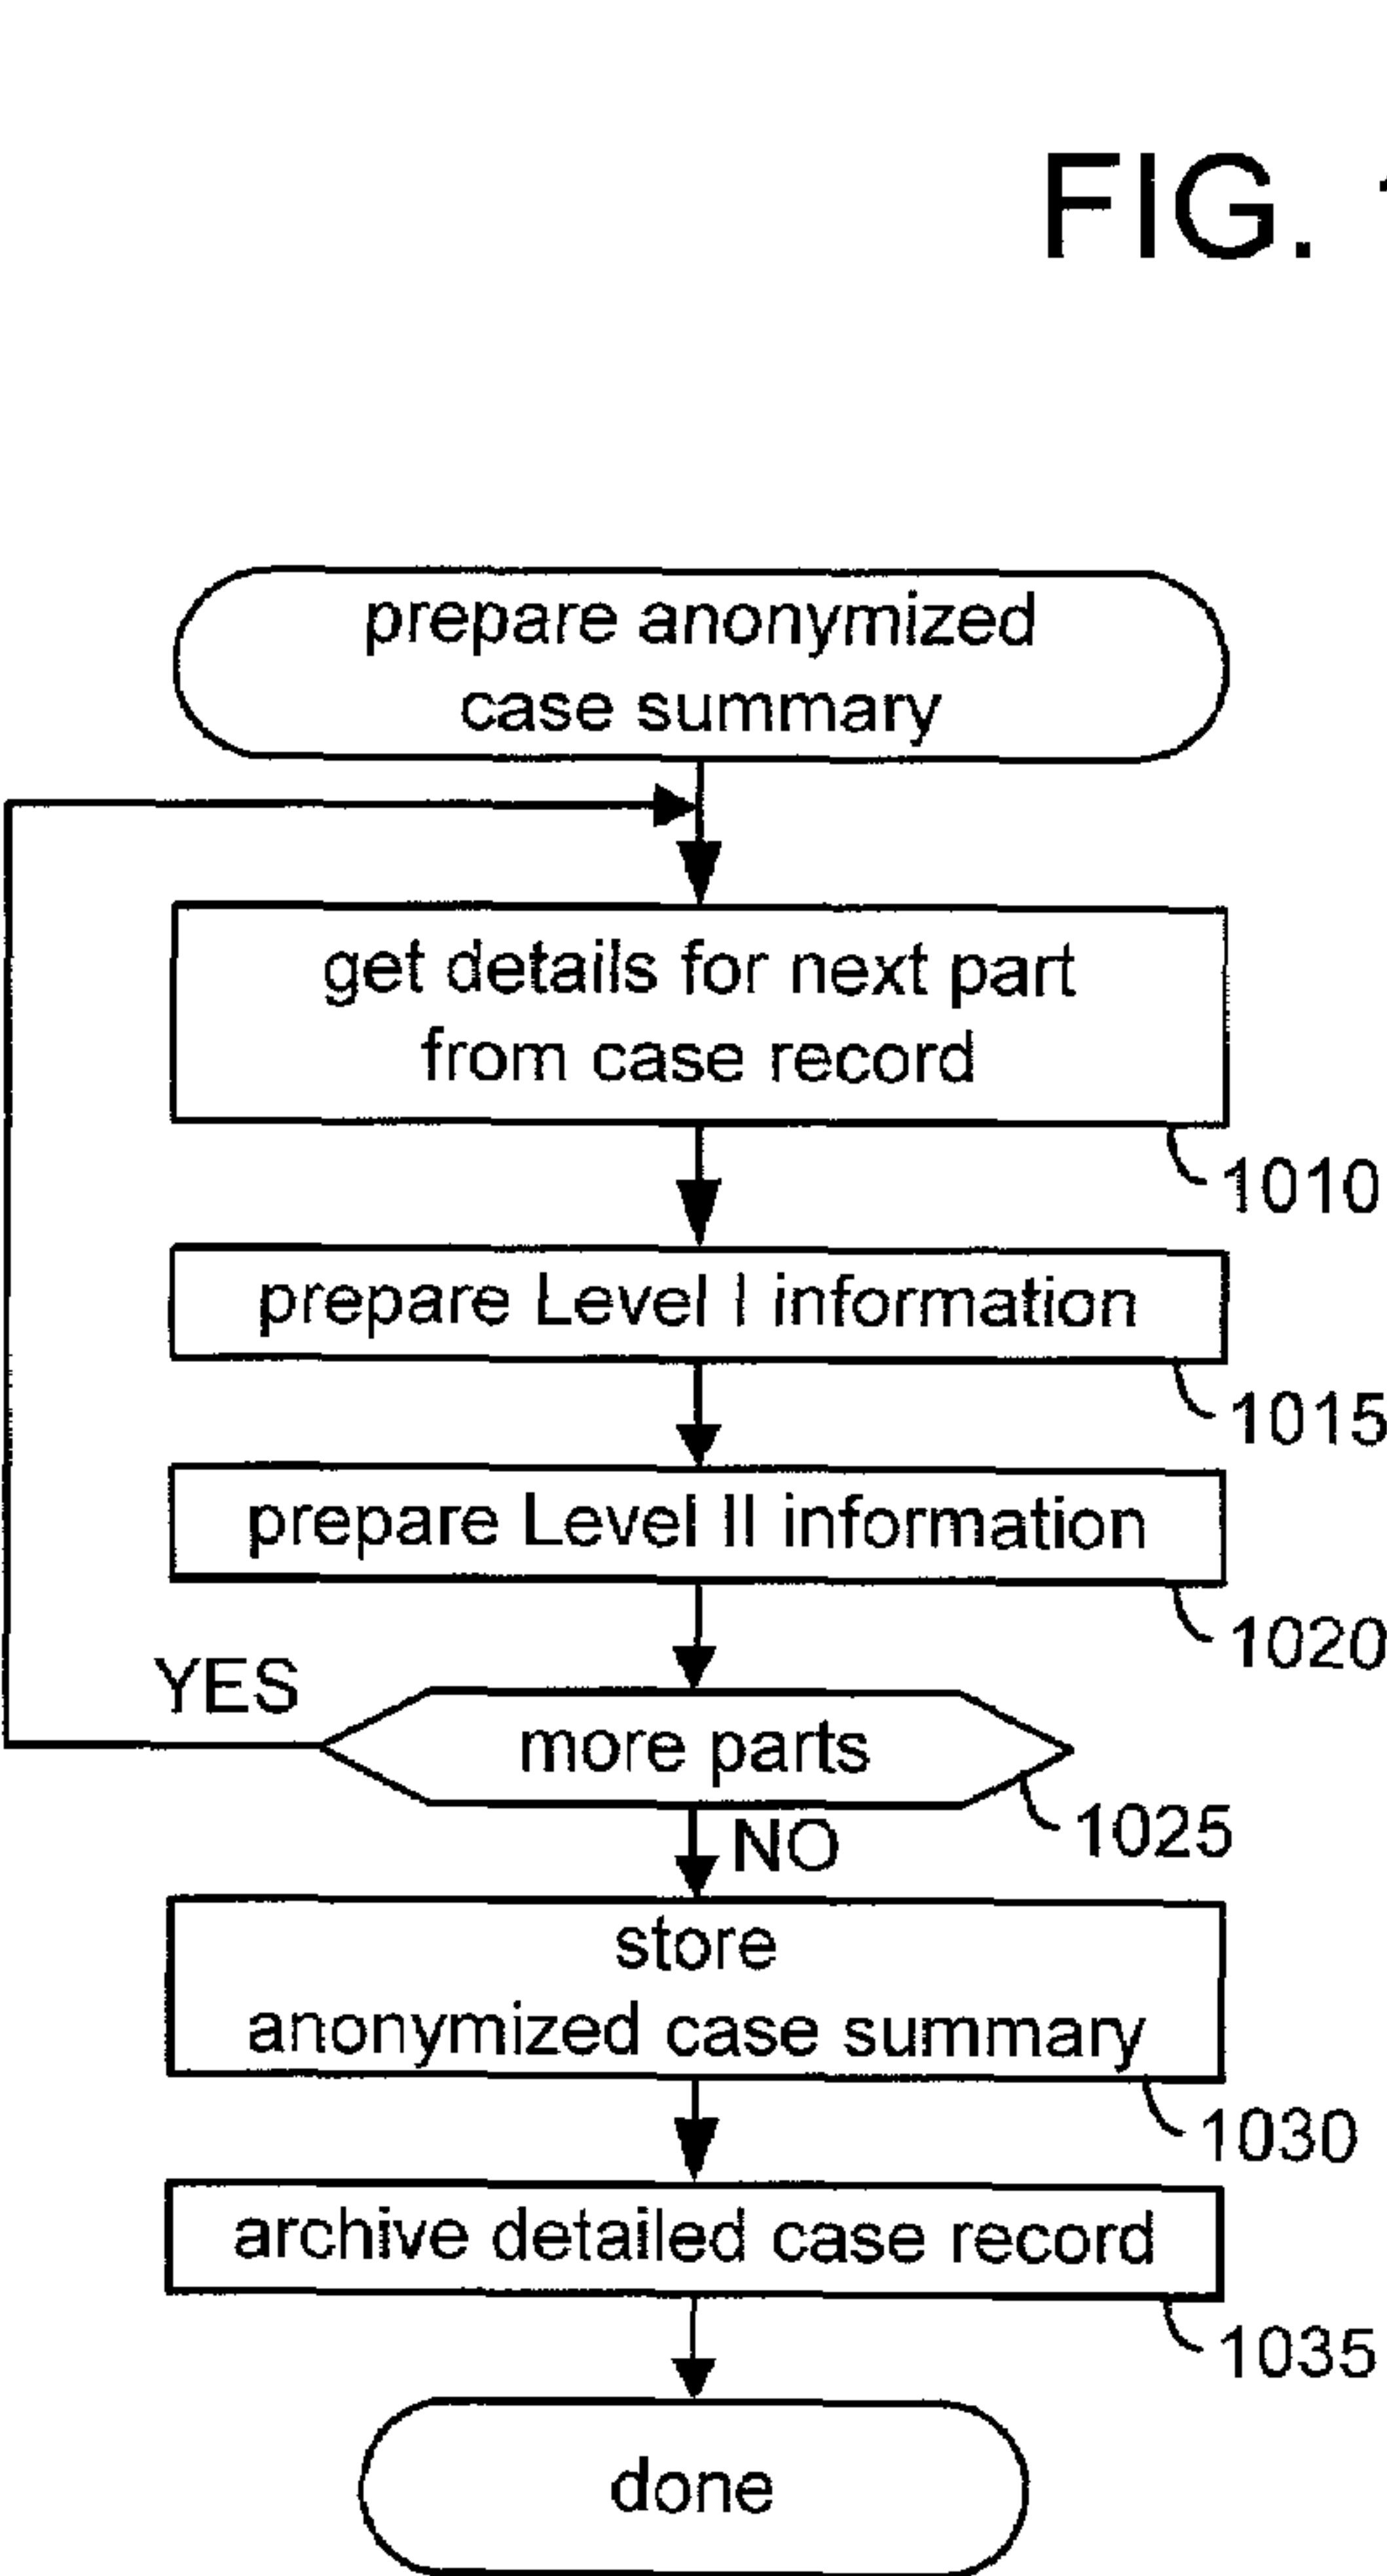 FIG.
prepare anonymized
case summary
get details for next part
from case record
1010
prepare Level I information
1015
prepare Level II information
1020
YES
more parts
1025
NO
store
anonymized case summary
1030
archive detailed case record
1035
done